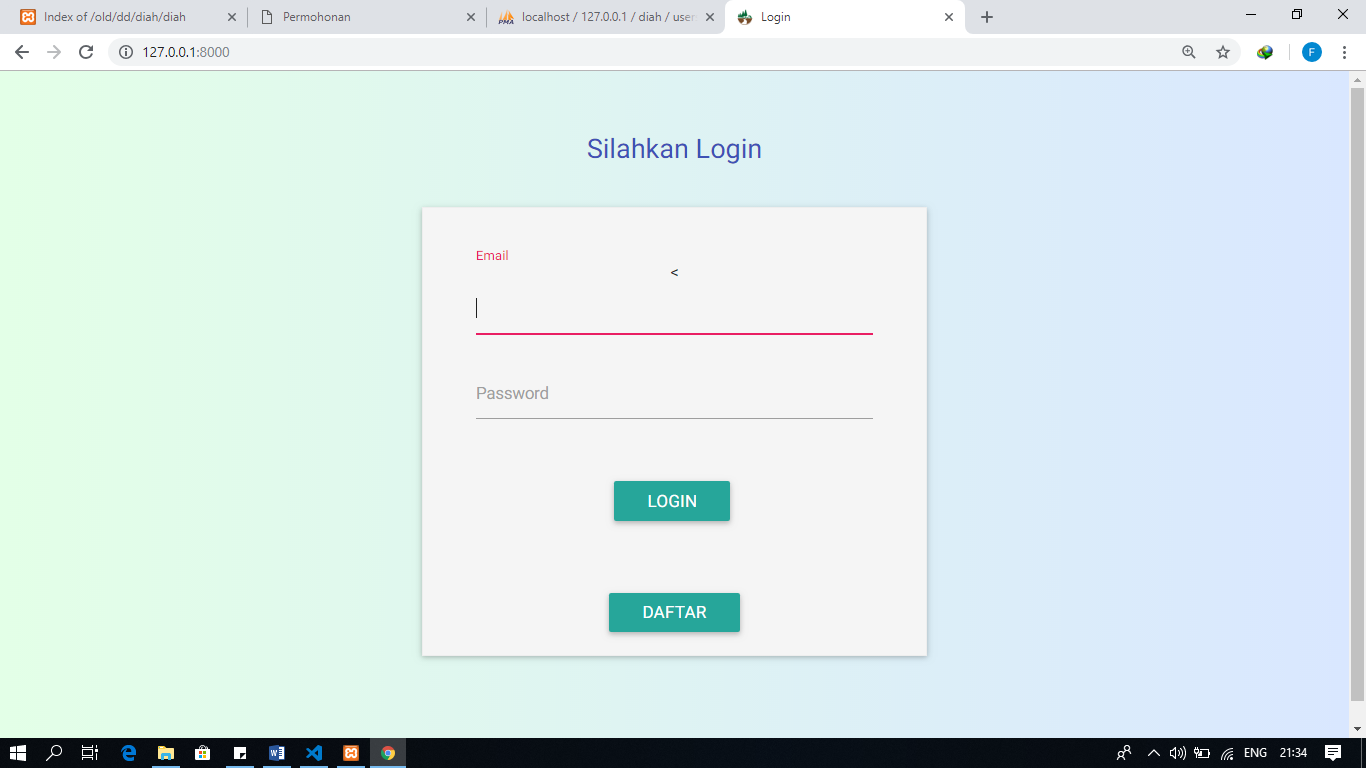 Index of /old/dd/diah/diah
Permohonan
localhost / 127.0.0.1 / diah / user
Login
127.0.0.1:8000
F
Silahkan Login
Email
<
Password
LOGIN
DAFTAR
ENG
21:34